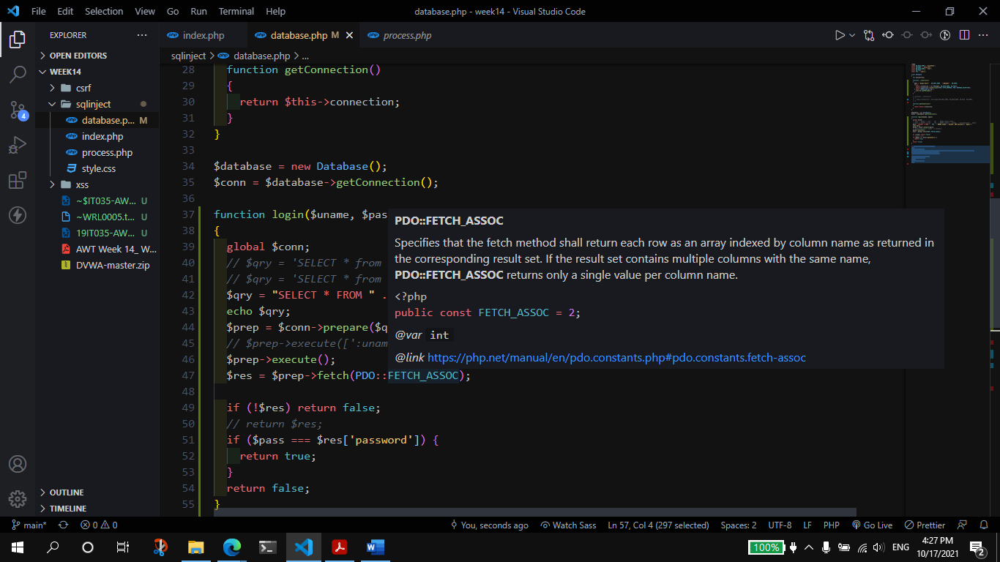 File Edit Selection View Go Run Terminal Help
database.php - week14 - Visual Studio Code
EXPLORER
index.php
database.php M
process.php
OPEN EDITORS
WEEK14
csrf
sqlinject
database.p... M
index.php
process.php
style.css
xss
~$IT035-AW... U
~WRL0005.t... U
19IT035-AW... U
AWT Week 14_ W...
DVWA-master.zip
OUTLINE
TIMELINE
4
sqlinject > database.php > ...
28 function getConnection()
29 {
30 return $this->connection;
31 }
32 }
33
34 $database = new Database();
35 $conn = $database->getConnection();
36
37 function login($uname, $pas
38 {
39 global $conn;
40 // $qry = 'SELECT * from
41 // $qry = 'SELECT * from
42 $qry = "SELECT * FROM " .
43 echo $qry;
44 $prep = $conn->prepare($q
45 // $prep->execute([':unam
46 $prep->execute();
47 $res = $prep->fetch(PDO::FETCH_ASSOC);
48
49 if (!$res) return false;
50 // return $res;
51 if ($pass === $res['password']) {
52 return true;
53 }
54 return false;
55 }
PDO::FETCH_ASSOC
Specifies that the fetch method shall return each row as an array indexed by column name as returned in
the corresponding result set. If the result set contains multiple columns with the same name,
PDO::FETCH_ASSOC returns only a single value per column name.
<?php
public const FETCH_ASSOC = 2;
@var int
@link https://php.net/manual/en/pdo.constants.php#pdo.constants.fetch-assoc
main* 0 0
You, seconds ago Watch Sass Ln 57, Col 4 (297 selected) Spaces: 2 UTF-8 LF PHP Go Live Prettier
100% ENG
4:27 PM
10/17/2021
2